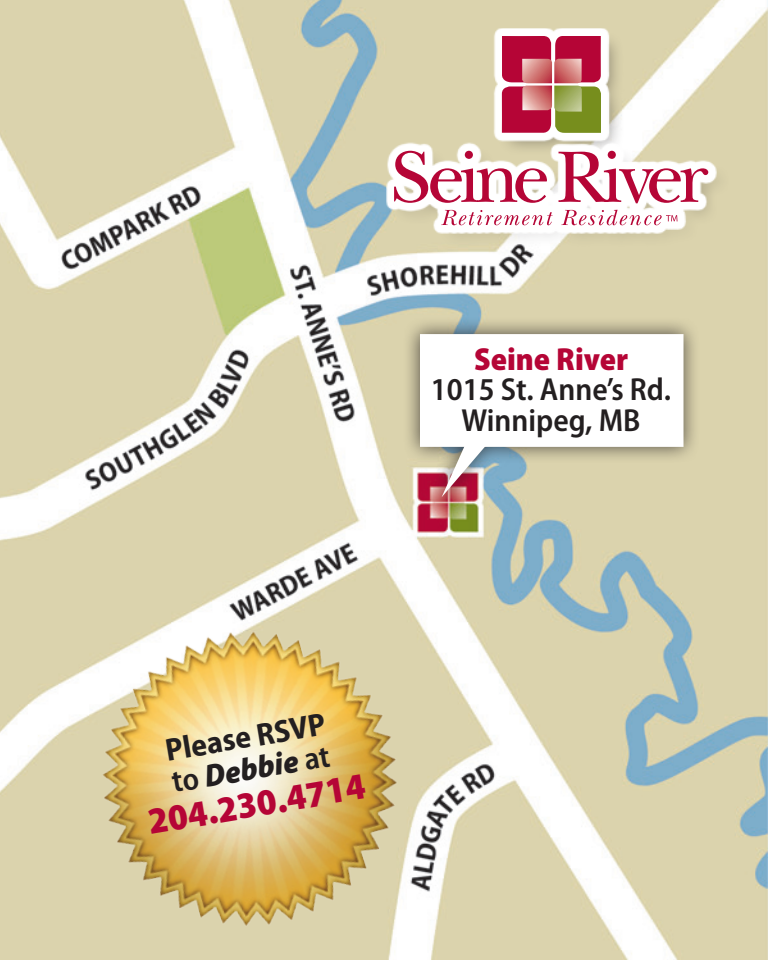 Seine River
Retirement Residence™
COMPARK RD
ST. ANNE'S RD
SHOREHILL DR
SOUTHGLEN BLVD
Seine River
1015 St. Anne's Rd.
Winnipeg, MB
WARDE AVE
Please RSVP
to Debbie at
204.230.4714
ALDGATE RD